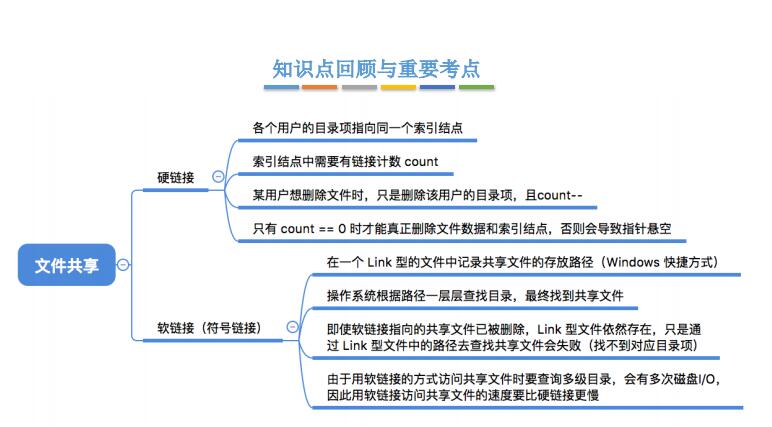 知识点回顾与重要考点
各个用户的目录项指向同一个索引结点
索引结点中需要有链接计数 count
硬链接
某用户想删除文件时，只是删除该用户的目录项，且count--
只有 count == 0 时才能真正删除文件数据和索引结点，否则会导致指针悬空
文件共享
在一个 Link 型的文件中记录共享文件的存放路径（Windows 快捷方式）
操作系统根据路径一层层查找目录，最终找到共享文件
软链接（符号链接）
即使软链接指向的共享文件已被删除，Link 型文件依然存在，只是通
过 Link 型文件中的路径去查找共享文件会失败（找不到对应目录项）
由于用软链接的方式访问共享文件时要查询多级目录，会有多次磁盘I/O，
因此用软链接访问共享文件的速度要比硬链接更慢